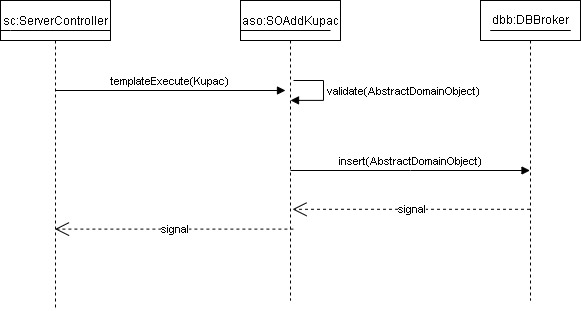 sc:ServerController
aso:SOAddKupac
dbb:DBBroker
templateExecute(Kupac)
validate(AbstractDomainObject)
insert(AbstractDomainObject)
signal
signal